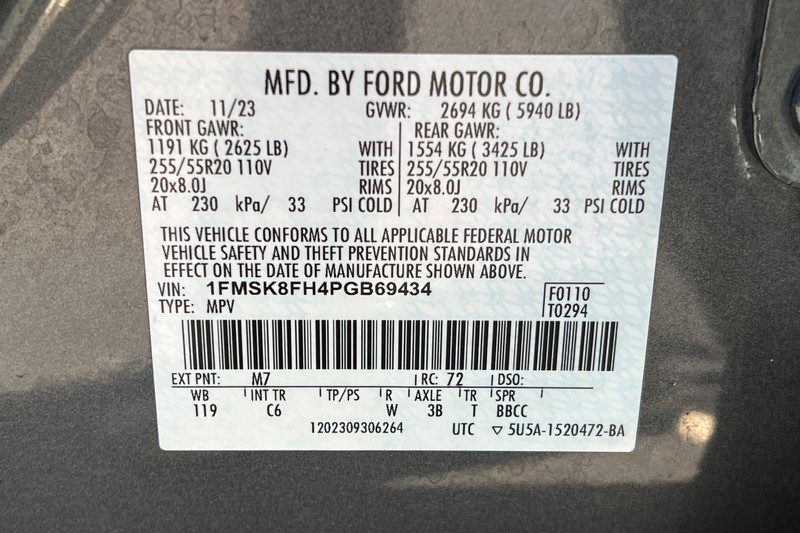 MFD. BY FORD MOTOR CO.
DATE: 11/23 GVWR: 2694 KG ( 5940 LB)
FRONT GAWR: REAR GAWR:
1191 KG ( 2625 LB) WITH 1554 KG ( 3425 LB) WITH
255/55R20 110V TIRES 255/55R20 110V TIRES
20x8.0J RIMS 20x8.0J RIMS
AT 230 kPa/ 33 PSI COLD AT 230 kPa/ 33 PSI COLD
THIS VEHICLE CONFORMS TO ALL APPLICABLE FEDERAL MOTOR
VEHICLE SAFETY AND THEFT PREVENTION STANDARDS IN
EFFECT ON THE DATE OF MANUFACTURE SHOWN ABOVE.
VIN: 1FMSK8FH4PGB69434 F0110
TYPE: MPV T0294
EXT PNT: M7 RC: 72 DSO:
WB INT TR TP/PS R AXLE TR SPR
119 C6 W 3B T BBCC
1202309306264 UTC ▽ 5U5A-1520472-BA